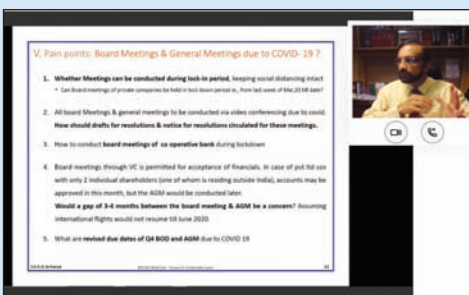 V. Pain points: Board Meetings & General Meetings due to COVID- 19 ?
1. Whether Meetings can be conducted during lock-in period, keeping social distancing intact
• Can Board meetings of private companies be held in lock down period ie., from last week of Mar,20 till date?
2. All board Meetings & general meetings to be conducted via video conferencing due to covid.
How should drafts for resolutions & notice for resolutions circulated for these meetings.
3. How to conduct board meetings of co operative bank during lockdown
4. Board meetings through VC is permitted for acceptance of financials. In case of pvt ltd cos
with only 2 individual shareholders (one of whom is residing outside India), accounts may be
approved in this month, but the AGM would be conducted later.
Would a gap of 3-4 months between the board meeting & AGM be a concern? Assuming
international flights would not resume till June 2020.
5. What are revised due dates of Q4 BOD and AGM due to COVID 19